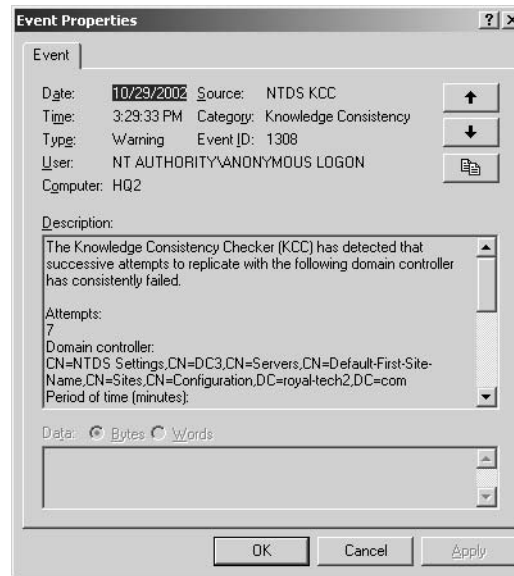 Event Properties
Event
Date: 10/29/2002 Source: NTDS KCC
Time: 3:29:33 PM Category: Knowledge Consistency
Type: Warning Event ID: 1308
User: NT AUTHORITY\ANONYMOUS LOGON
Computer: HQ2
Description:
The Knowledge Consistency Checker (KCC) has detected that
successive attempts to replicate with the following domain controller
has consistently failed.
Attempts:
7
Domain controller:
CN=NTDS Settings,CN=DC3,CN=Servers,CN=Default-First-Site-
Name,CN=Sites,CN=Configuration,DC=royal-tech2,DC=com
Period of time (minutes):
Data: Bytes Words
OK Cancel Apply